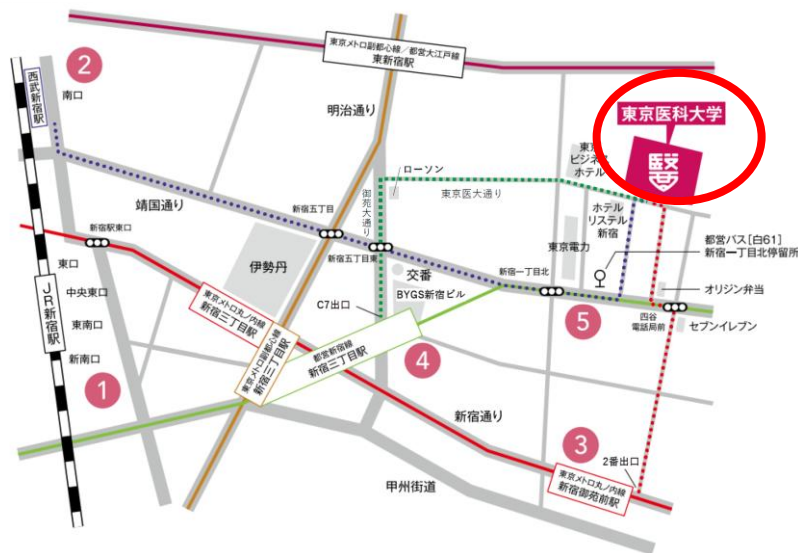 東京メトロ副都心線／都営大江戸線
東新宿駅
2
西武新宿駅
南口
明治通り
東京医科大学
ローソン
東京
ビジネス
ホテル
御苑大通り
東京医大通り
靖国通り
新宿五丁目
ホテル
リステル
新宿
新宿駅東口
新宿五丁目東
東京電力
都営バス[白61]
新宿一丁目北停留所
伊勢丹
東口
交番
新宿一丁目北
中央東口
BYGS新宿ビル
オリジン弁当
JR新宿駅
東京メトロ丸ノ内線
新宿三丁目駅
C7出口
5
四谷
電話局前
セブンイレブン
東南口
東京メトロ副都心線
新宿三丁目駅
都営新宿線
新宿三丁目駅
4
新南口
1
新宿通り
3
2番出口
東京メトロ丸ノ内線
新宿御苑前駅
甲州街道